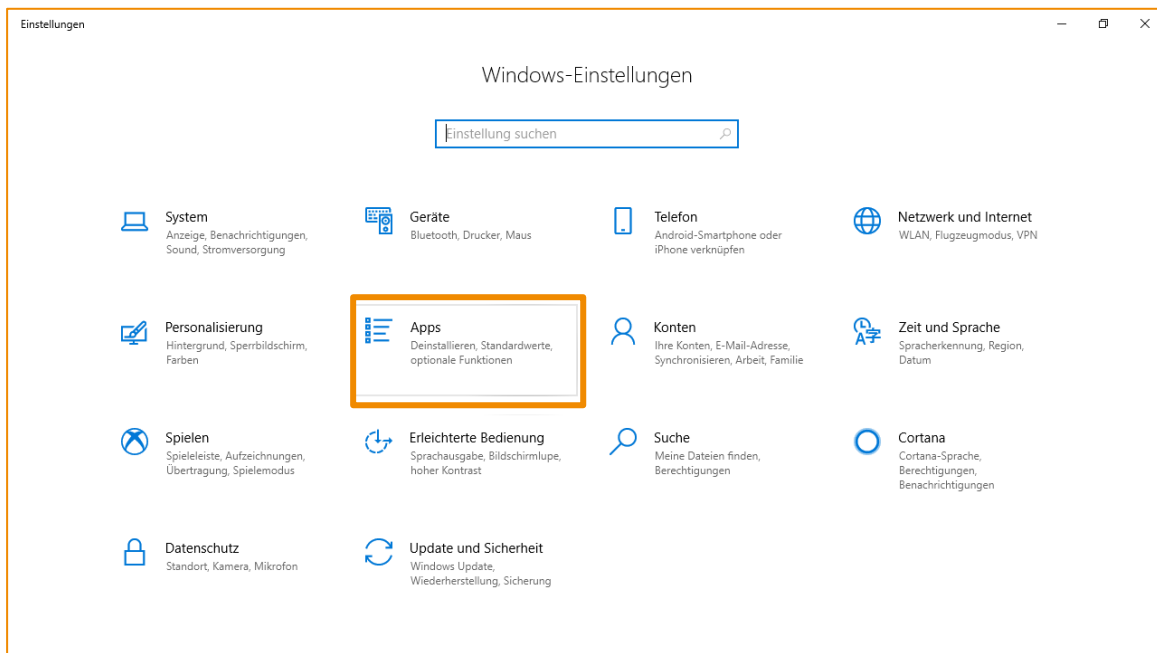 Einstellungen
Windows-Einstellungen
Einstellung suchen
System
Anzeige, Benachrichtigungen,
Sound, Stromversorgung
Geräte
Bluetooth, Drucker, Maus
Telefon
Android-Smartphone oder
iPhone verknüpfen
Netzwerk und Internet
WLAN, Flugzeugmodus, VPN
Personalisierung
Hintergrund, Sperrbildschirm,
Farben
Apps
Deinstallieren, Standardwerte,
optionale Funktionen
Konten
Ihre Konten, E-Mail-Adresse,
Synchronisieren, Arbeit, Familie
Zeit und Sprache
Spracherkennung, Region,
Datum
Spielen
Spieleleiste, Aufzeichnungen,
Übertragung, Spielemodus
Erleichterte Bedienung
Sprachausgabe, Bildschirmlupe,
hoher Kontrast
Suche
Meine Dateien finden,
Berechtigungen
Cortana
Cortana-Sprache,
Berechtigungen,
Benachrichtigungen
Datenschutz
Standort, Kamera, Mikrofon
Update und Sicherheit
Windows Update,
Wiederherstellung, Sicherung